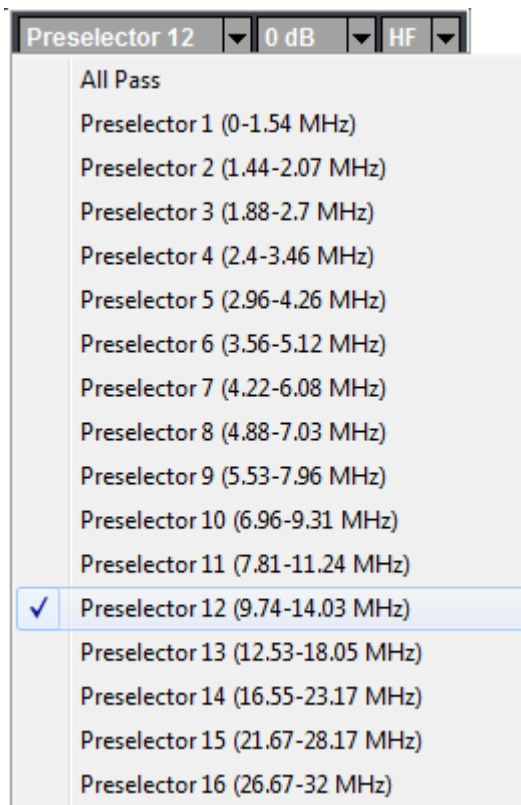 Preselector 12 0 dB HF
All Pass
Preselector 1 (0-1.54 MHz)
Preselector 2 (1.44-2.07 MHz)
Preselector 3 (1.88-2.7 MHz)
Preselector 4 (2.4-3.46 MHz)
Preselector 5 (2.96-4.26 MHz)
Preselector 6 (3.56-5.12 MHz)
Preselector 7 (4.22-6.08 MHz)
Preselector 8 (4.88-7.03 MHz)
Preselector 9 (5.53-7.96 MHz)
Preselector 10 (6.96-9.31 MHz)
Preselector 11 (7.81-11.24 MHz)
Preselector 12 (9.74-14.03 MHz)
Preselector 13 (12.53-18.05 MHz)
Preselector 14 (16.55-23.17 MHz)
Preselector 15 (21.67-28.17 MHz)
Preselector 16 (26.67-32 MHz)